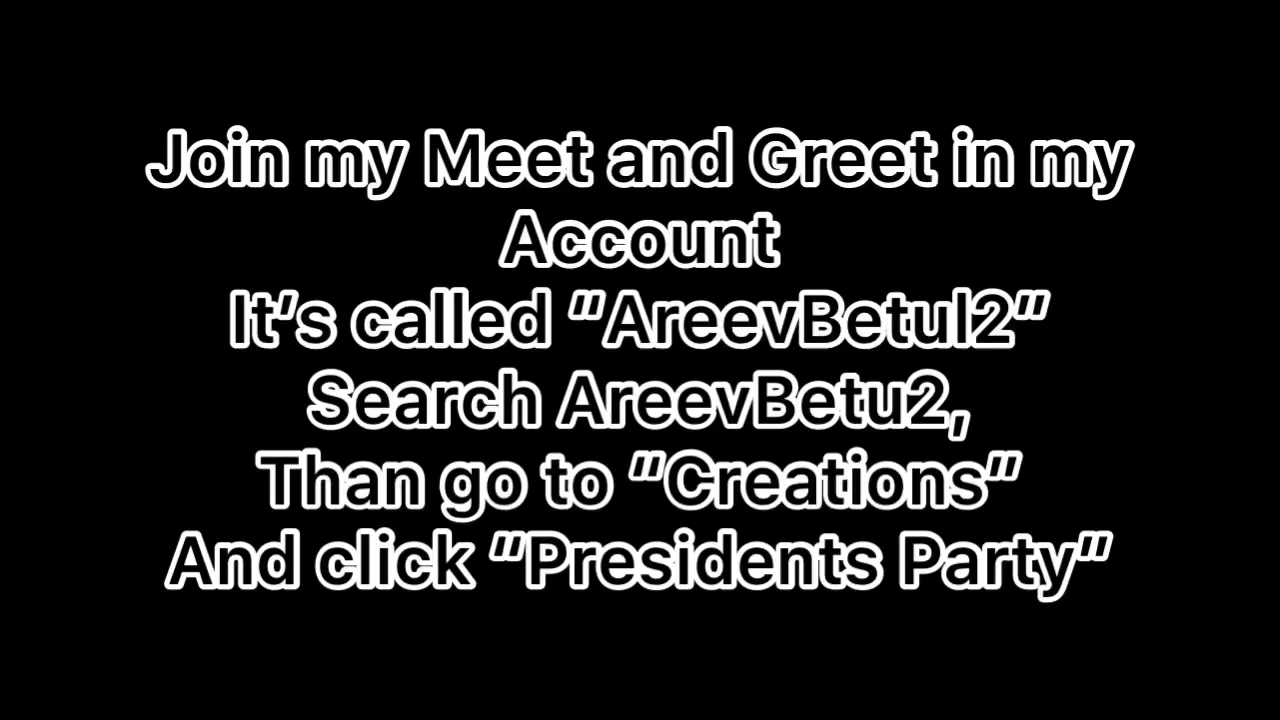 Join my Meet and Greet in my
Account
It’s called “AreevBetul2”
Search AreevBetu2,
Than go to “Creations”
And click “Presidents Party”